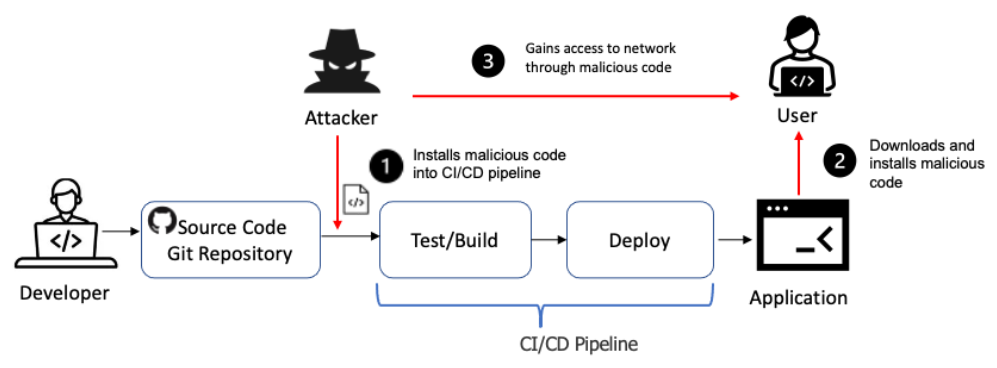 3
Gains access to network
through malicious code
Attacker
User
1
Installs malicious code
into CI/CD pipeline
2
Downloads and
installs malicious
code
</>
</>
</>
Source Code
Git Repository
Test/Build
Deploy
Developer
Application
CI/CD Pipeline